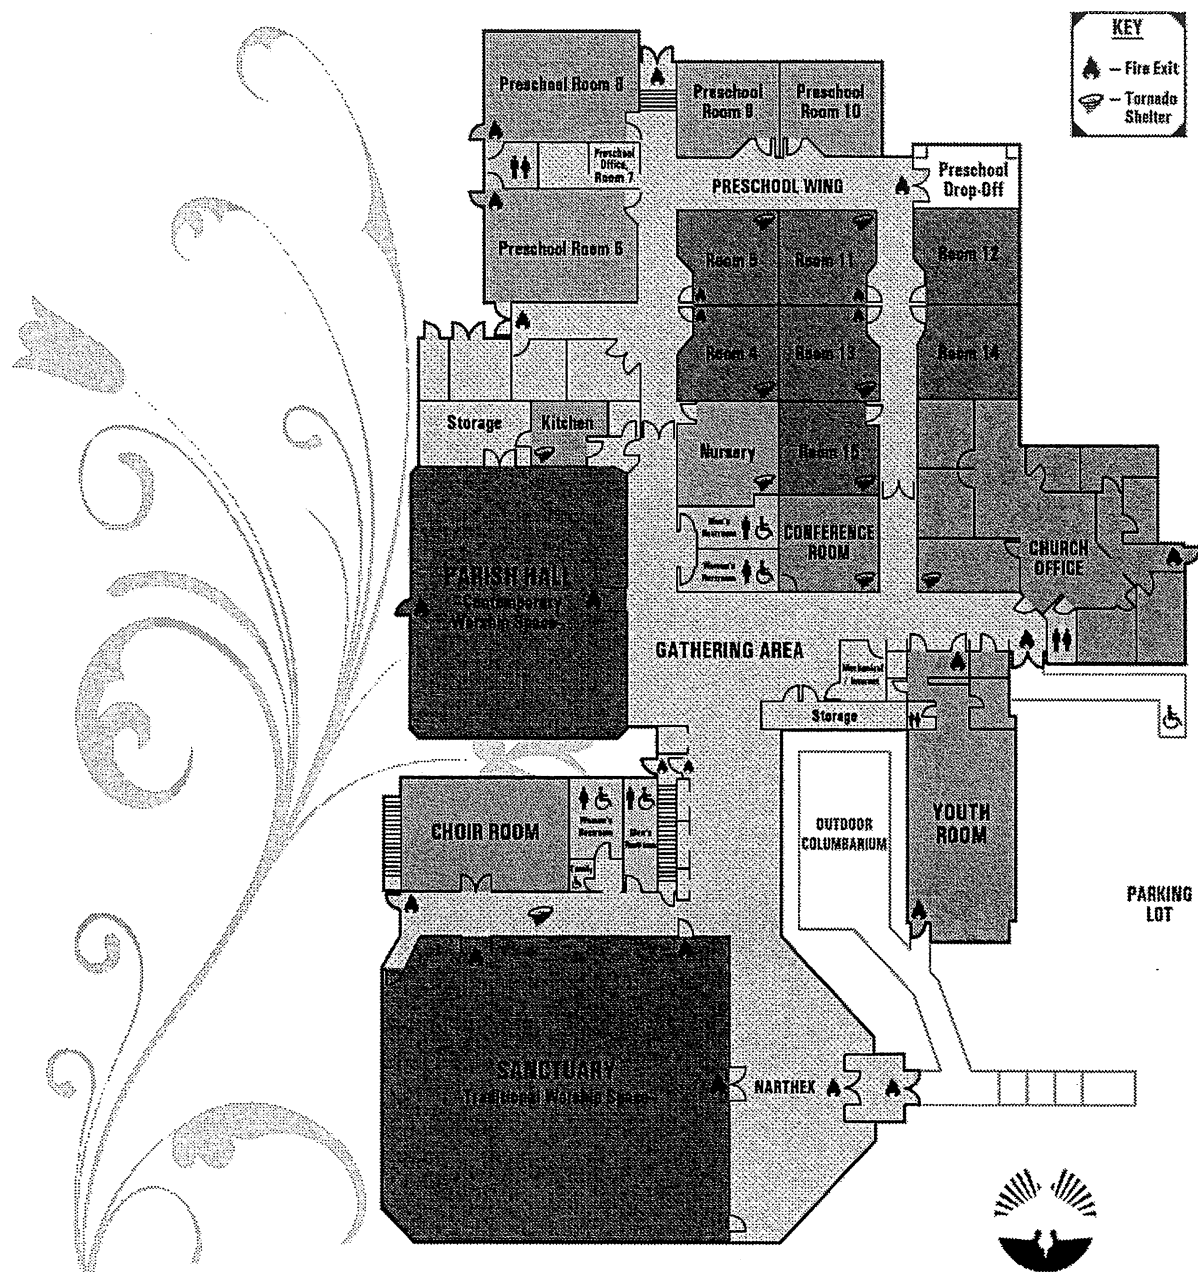 KEY
– Fire Exit
– Tornado
Shelter
Preschool Room 8
Preschool
Room 9
Preschool
Room 10
Preschool
Office,
Room 7
PRESCHOOL WING
Preschool
Drop-Off
Preschool Room 6
Room 5
Room 11
Room 12
Room 4
Room 13
Room 14
Storage
Kitchen
Nursery
Room 15
Men's
Restroom
Women's
Restroom
CONFERENCE
ROOM
CHURCH
OFFICE
PARISH HALL
Contemporary
Worship Space
GATHERING AREA
Mechanical
Storage
CHOIR ROOM
Women's
Restroom
Men's
Restroom
Family
OUTDOOR
COLUMBARIUM
YOUTH
ROOM
PARKING
LOT
SANCTUARY
Traditional Worship Space
NARTHEX